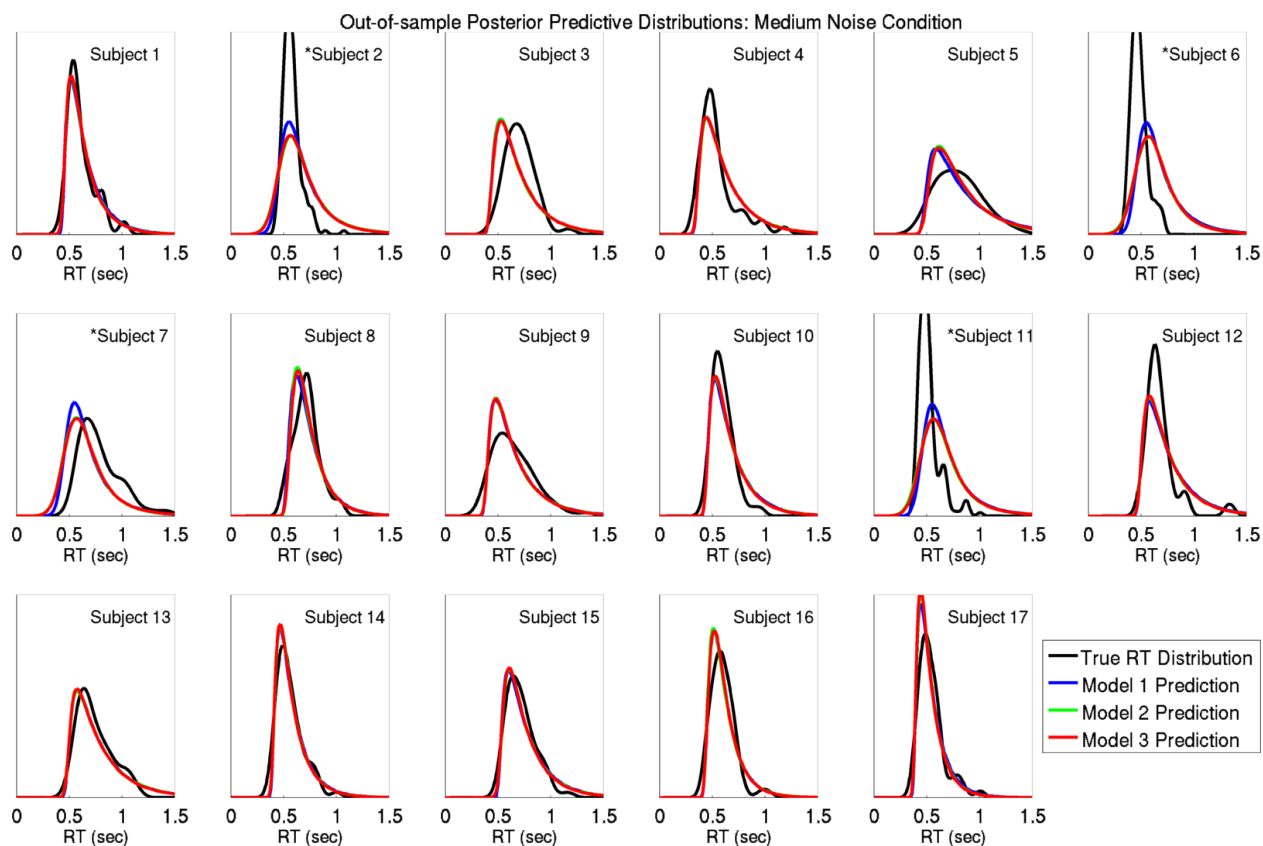 Out-of-sample Posterior Predictive Distributions: Medium Noise Condition
Subject 1
*Subject 2
Subject 3
Subject 4
Subject 5
*Subject 6
0 0.5 1 1.5
0 0.5 1 1.5
0 0.5 1 1.5
0 0.5 1 1.5
0 0.5 1 1.5
0 0.5 1 1.5
RT (sec)
RT (sec)
RT (sec)
RT (sec)
RT (sec)
RT (sec)
*Subject 7
Subject 8
Subject 9
Subject 10
*Subject 11
Subject 12
0 0.5 1 1.5
0 0.5 1 1.5
0 0.5 1 1.5
0 0.5 1 1.5
0 0.5 1 1.5
0 0.5 1 1.5
RT (sec)
RT (sec)
RT (sec)
RT (sec)
RT (sec)
RT (sec)
Subject 13
Subject 14
Subject 15
Subject 16
Subject 17
0 0.5 1 1.5
0 0.5 1 1.5
0 0.5 1 1.5
0 0.5 1 1.5
0 0.5 1 1.5
RT (sec)
RT (sec)
RT (sec)
RT (sec)
RT (sec)
True RT Distribution
Model 1 Prediction
Model 2 Prediction
Model 3 Prediction